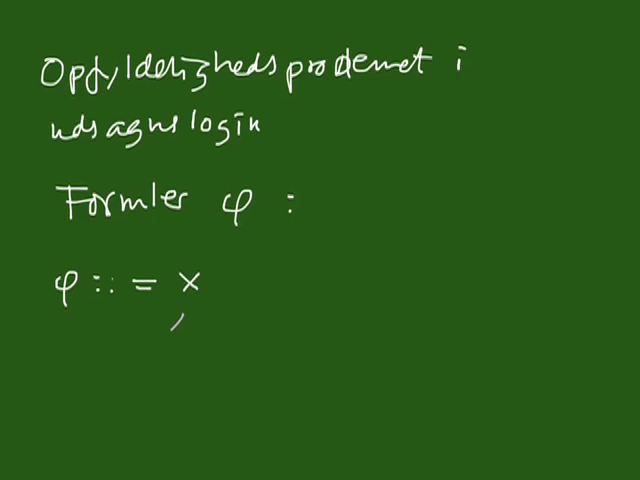 Opfyldelighedsproblemet i
udsagnslogik
Formler φ :
φ ::= x